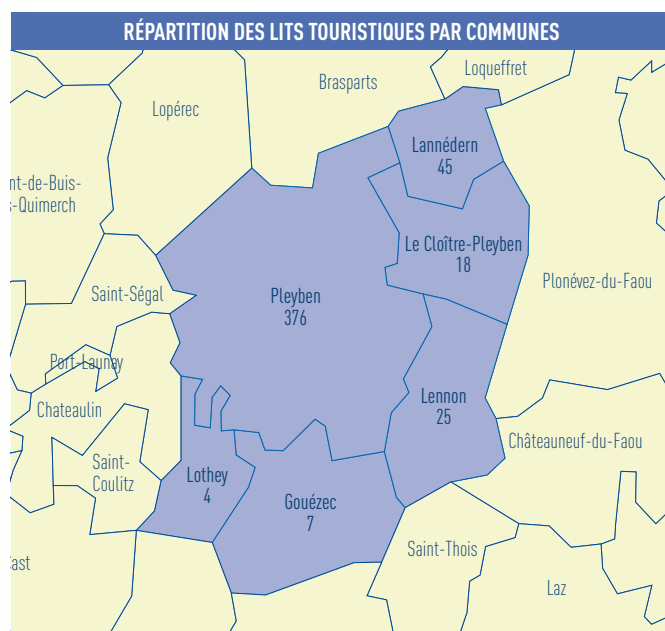 RÉPARTITION DES LITS TOURISTIQUES PAR COMMUNES
Loqueffret
Brasparts
Lopérec
Lannédern
45
nt-de-Buis-
s-Quimerch
Le Cloître-Pleyben
18
Plonévez-du-Faou
Saint-Ségal
Pleyben
376
Port-Launay
Lennon
25
Chateaulin
Châteauneuf-du-Faou
Saint-
Coulitz
Lothey
4
Gouézec
7
Saint-Thois
Cast
Laz